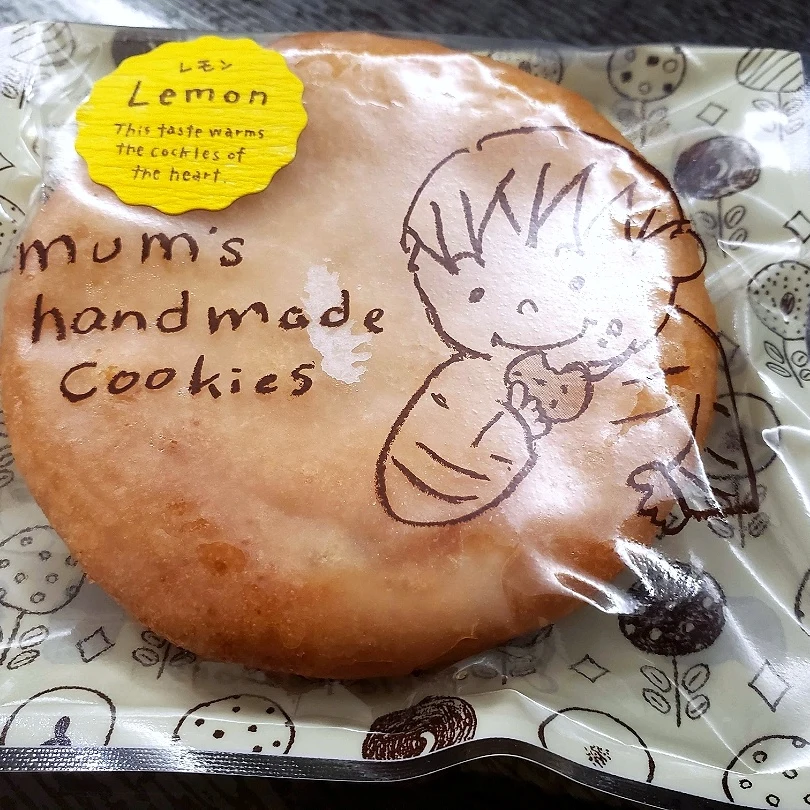 レモン
Lemon
This taste warms
the cockles of
the heart.
mum's
handmade
Cookies